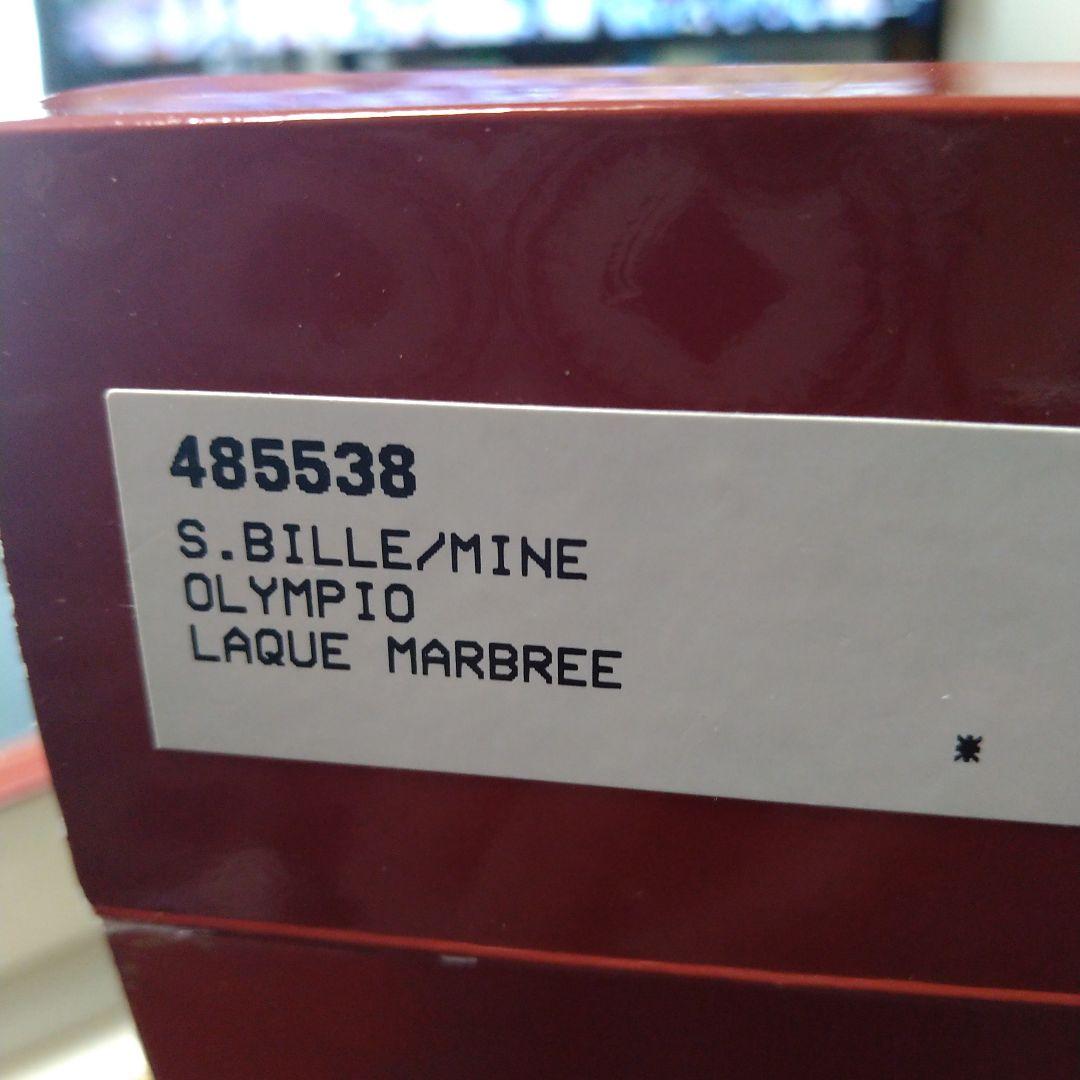 485538
S.BILLE/MINE
OLYMPIO
LAQUE MARBREE
*